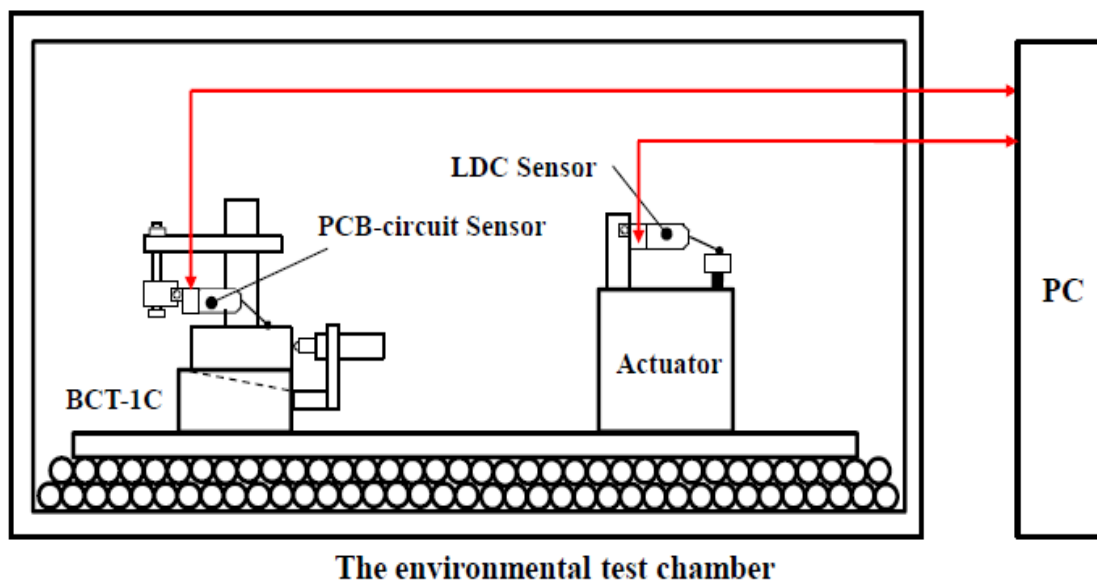 LDC Sensor
PCB-circuit Sensor
PC
Actuator
BCT-1C
The environmental test chamber